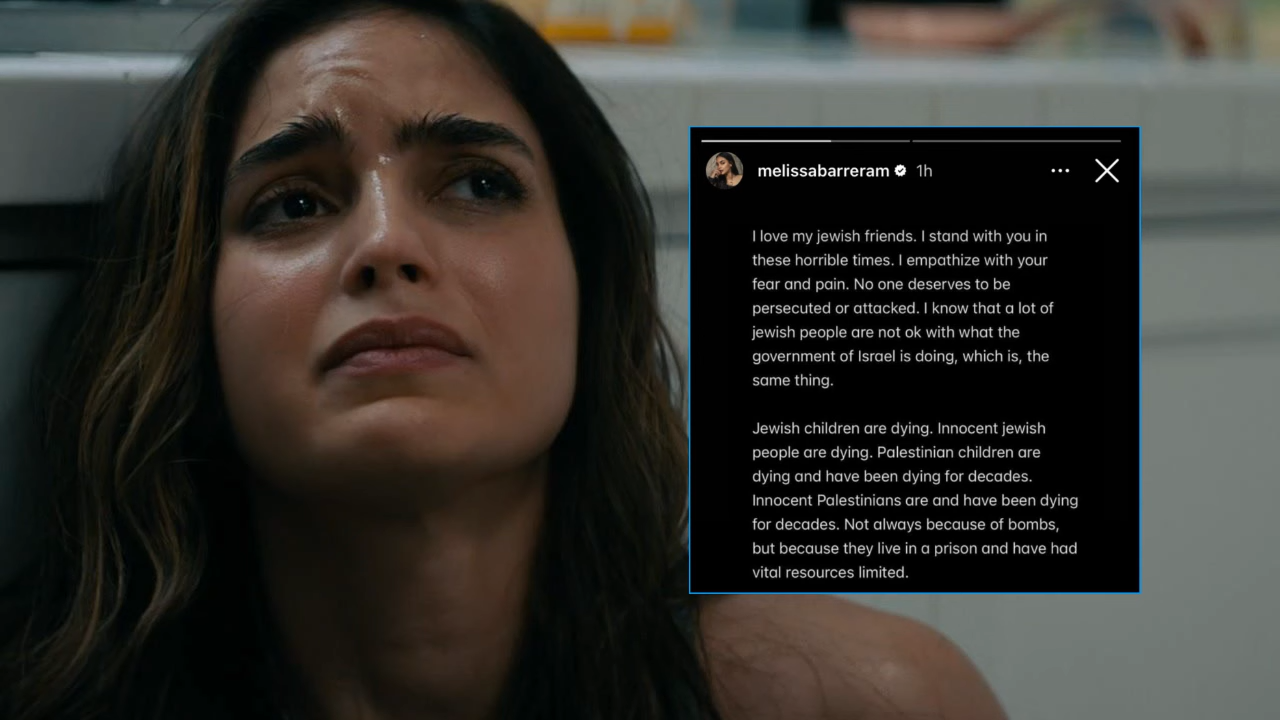 melissabarreram 1h
I love my jewish friends. I stand with you in
these horrible times. I empathize with your
fear and pain. No one deserves to be
persecuted or attacked. I know that a lot of
jewish people are not ok with what the
government of Israel is doing, which is, the
same thing.
Jewish children are dying. Innocent jewish
people are dying. Palestinian children are
dying and have been dying for decades.
Innocent Palestinians are and have been dying
for decades. Not always because of bombs,
but because they live in a prison and have had
vital resources limited.